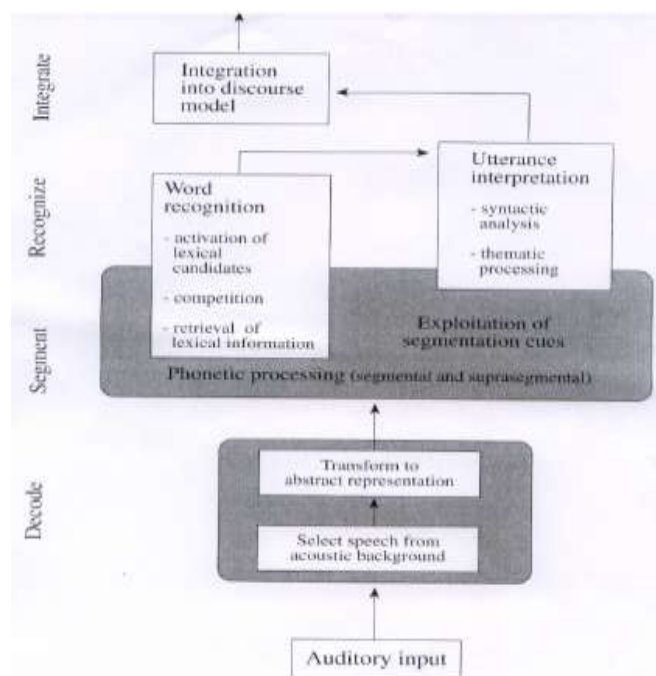 Integrate
Integration
into discourse
model
Recognize
Word
recognition
- activation of
lexical
candidates
- competition
- retrieval of
lexical information
Utterance
interpretation
- syntactic
analysis
- thematic
processing
Segment
Exploitation of
segmentation cues
Phonetic processing (segmental and suprasegmental)
Decode
Transform to
abstract representation
Select speech from
acoustic background
Auditory input